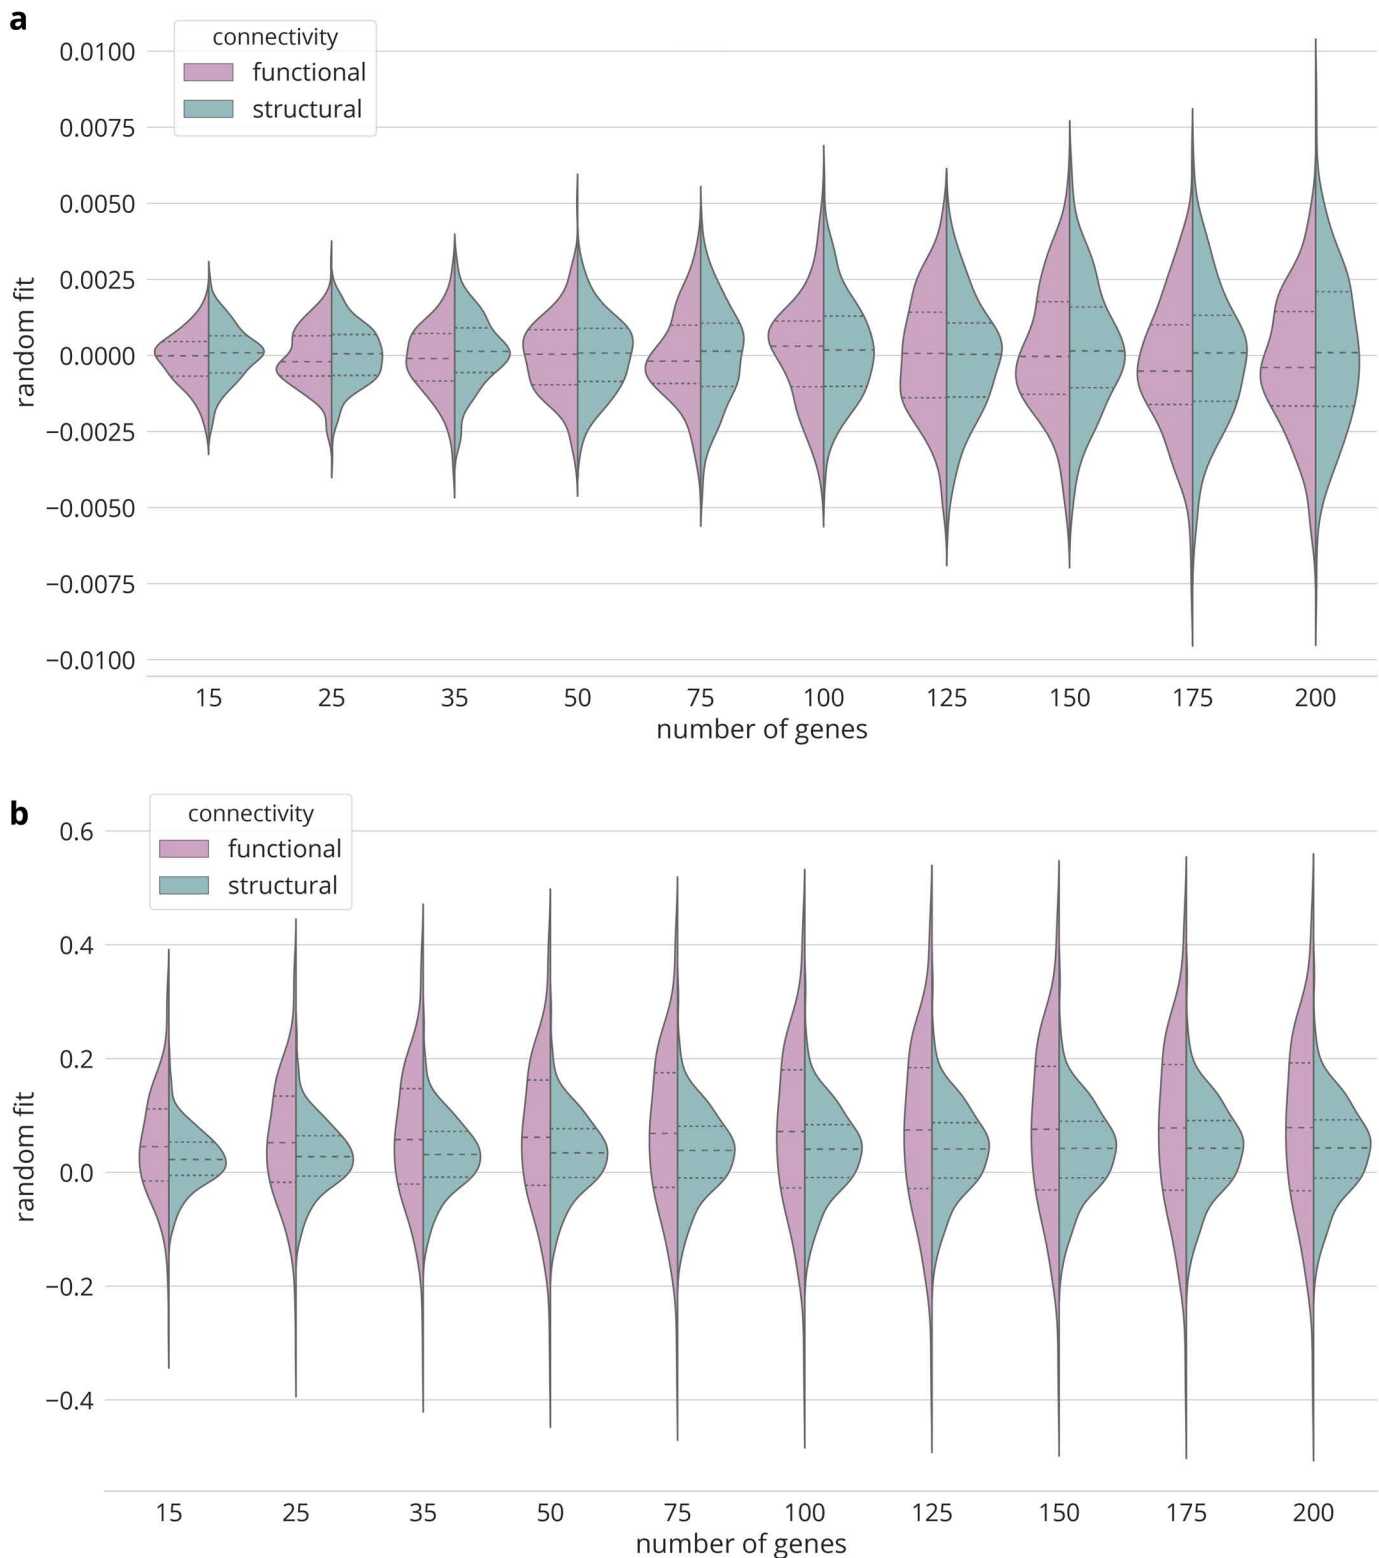 a
connectivity
functional
structural
0.0100
0.0075
0.0050
0.0025
0.0000
−0.0025
−0.0050
−0.0075
−0.0100
random fit
15 25 35 50 75 100 125 150 175 200
number of genes
b
connectivity
functional
structural
0.6
0.4
0.2
0.0
−0.2
−0.4
random fit
15 25 35 50 75 100 125 150 175 200
number of genes